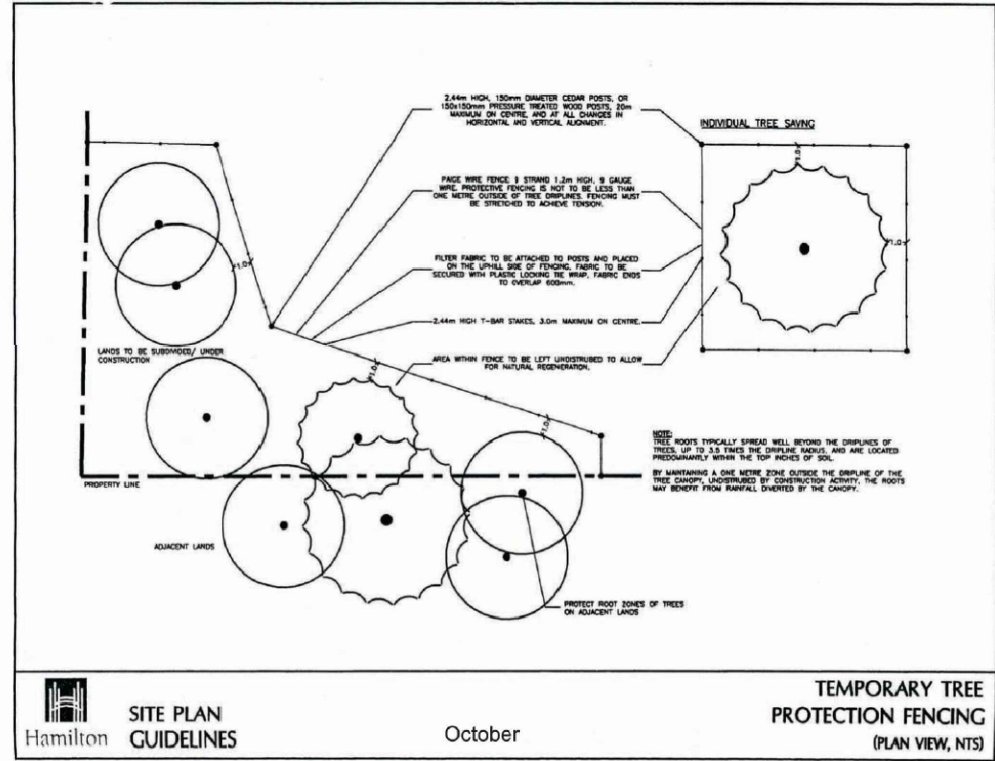 2.44m HIGH, 150mm DIAMETER CEDAR POSTS, OR
150x150mm PRESSURE TREATED WOOD POSTS, 20m
MAXIMUM ON CENTRE, AND AT ALL CHANGES IN
HORIZONTAL AND VERTICAL ALIGNMENT.
INDIVIDUAL TREE SAVING
1.0
PAIGE WIRE FENCE 9 STRAND 1.2m HIGH, 9 GAUGE
WIRE. PROTECTIVE FENCING IS NOT TO BE LESS THAN
ONE METRE OUTSIDE OF TREE DRIPLINES. FENCING MUST
BE STRETCHED TO ACHIEVE TENSION.
1.0
1.0
FILTER FABRIC TO BE ATTACHED TO POSTS AND PLACED
ON THE UPHILL SIDE OF FENCING. FABRIC TO BE
SECURED WITH PLASTIC LOCKING TIE WRAP, FABRIC ENDS
TO OVERLAP 600mm.
2.44m HIGH T-BAR STAKES, 3.0m MAXIMUM ON CENTRE.
LANDS TO BE SUBDIVIDED/ UNDER
CONSTRUCTION
AREA WITHIN FENCE TO BE LEFT UNDISTRUBED TO ALLOW
FOR NATURAL REGENERATION.
1.0
1.0
NOTE:
TREE ROOTS TYPICALLY SPREAD WELL BEYOND THE DRIPLINES OF
TREES, UP TO 3.5 TIMES THE DRIPLINE RADIUS, AND ARE LOCATED
PREDOMINANTLY WITHIN THE TOP INCHES OF SOIL.
BY MAINTAINING A ONE METRE ZONE OUTSIDE THE DRIPLINE OF THE
TREE CANOPY, UNDISTRUBED BY CONSTRUCTION ACTIVITY, THE ROOTS
MAY BENEFIT FROM RAINFALL DIVERTED BY THE CANOPY.
PROPERTY LINE
ADJACENT LANDS
PROTECT ROOT ZONES OF TREES
ON ADJACENT LANDS
Hamilton
SITE PLAN
GUIDELINES
October
TEMPORARY TREE
PROTECTION FENCING
(PLAN VIEW, NTS)